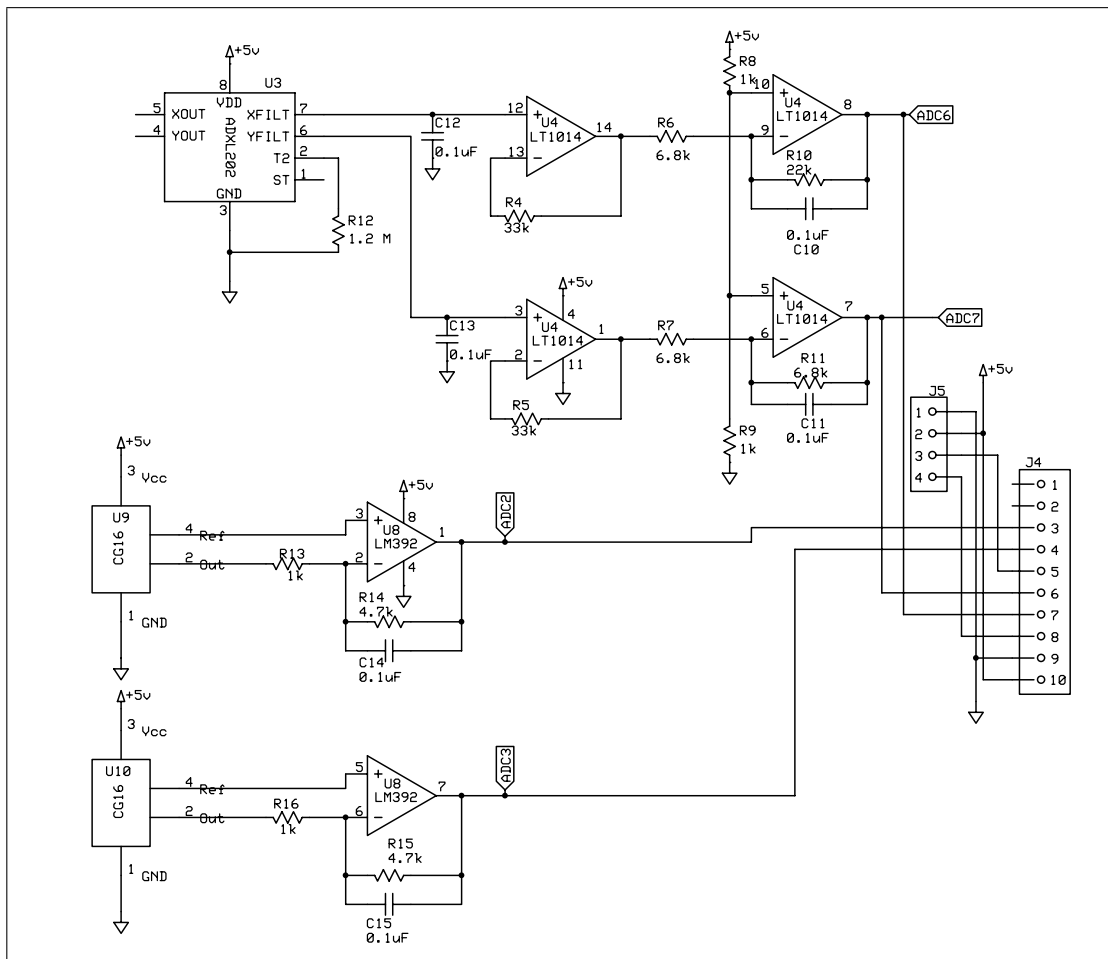 +5v
U3
8
VDD
5 XOUT XFILT 7
4 YOUT YFILT 6
ADXL202
T2 2
ST 1
GND
3
R12
1.2 M
C12
0.1uF
12 + U4 14
LT1014
13 −
R4
33k
R6
6.8k
+5v
R8
1k
10 + U4 8
LT1014
9 −
ADC6
R10
22k
0.1uF
C10
C13
0.1uF
+5v
3 + U4 4 1
LT1014
2 − 11
R5
33k
R7
6.8k
5 + U4 7
LT1014
6 −
ADC7
R11
6.8k
C11
0.1uF
R9
1k
+5v
J5
1
2
3
4
J4
1
2
3
4
5
6
7
8
9
10
+5v
3 Vcc
U9
CG16
4 Ref
2 Out
1 GND
R13
1k
+5v
3 + U8 8 1
LM392
2 − 4
ADC2
R14
4.7k
C14
0.1uF
+5v
3 Vcc
U10
CG16
4 Ref
2 Out
1 GND
R16
1k
5 + U8 7
LM392
6 −
ADC3
R15
4.7k
C15
0.1uF